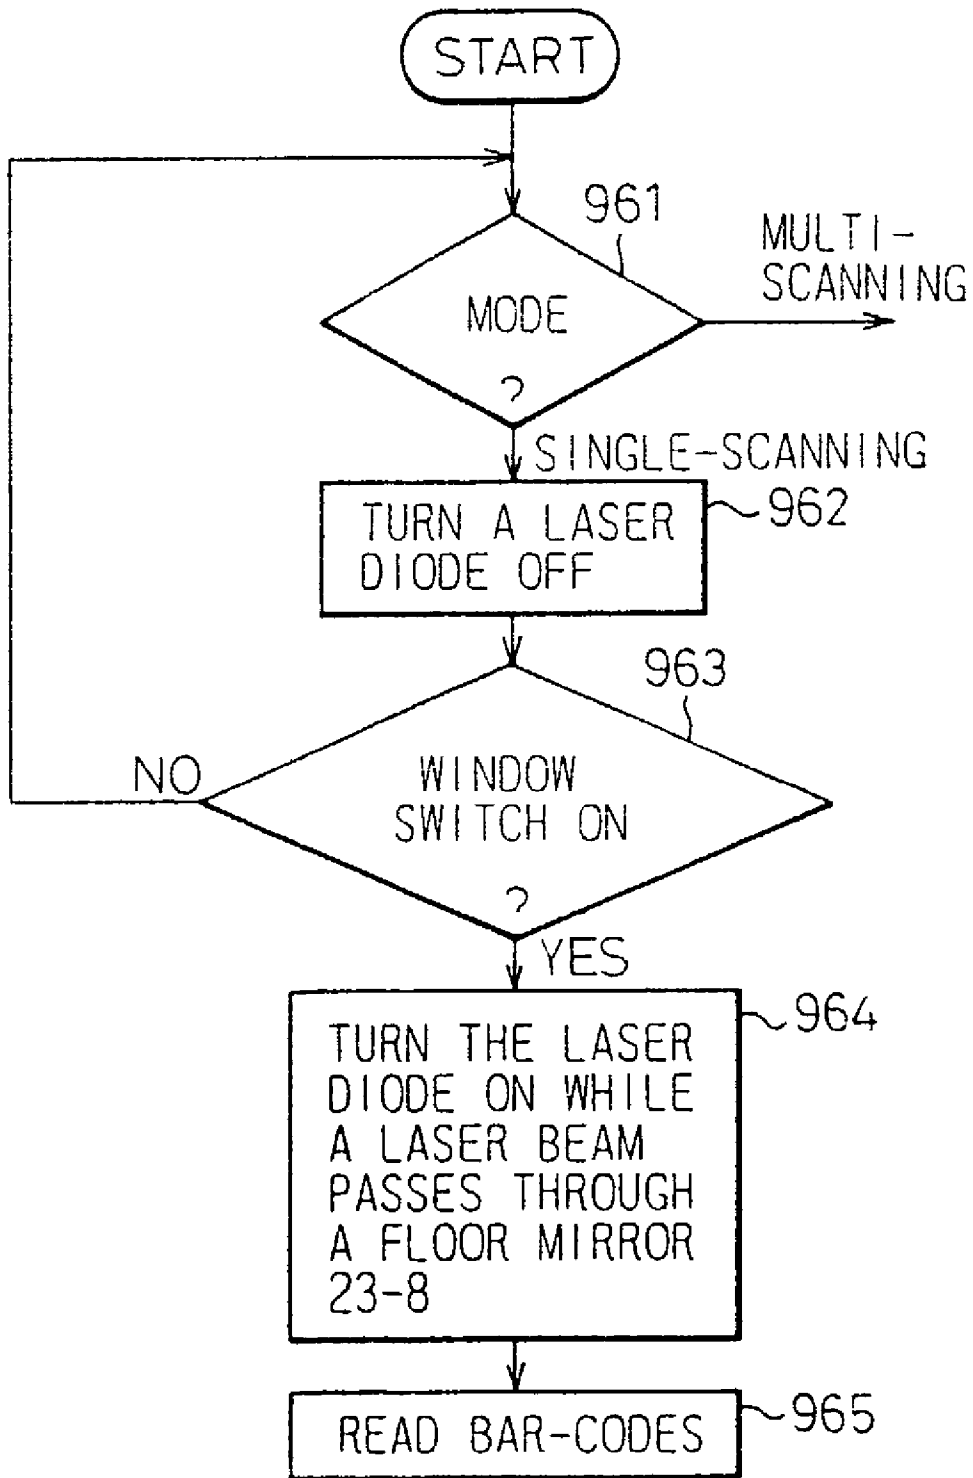 START
961
MULTI-
SCANNING
MODE
?
SINGLE-SCANNING
962
TURN A LASER
DIODE OFF
963
NO
WINDOW
SWITCH ON
?
YES
964
TURN THE LASER
DIODE ON WHILE
A LASER BEAM
PASSES THROUGH
A FLOOR MIRROR
23-8
965
READ BAR-CODES